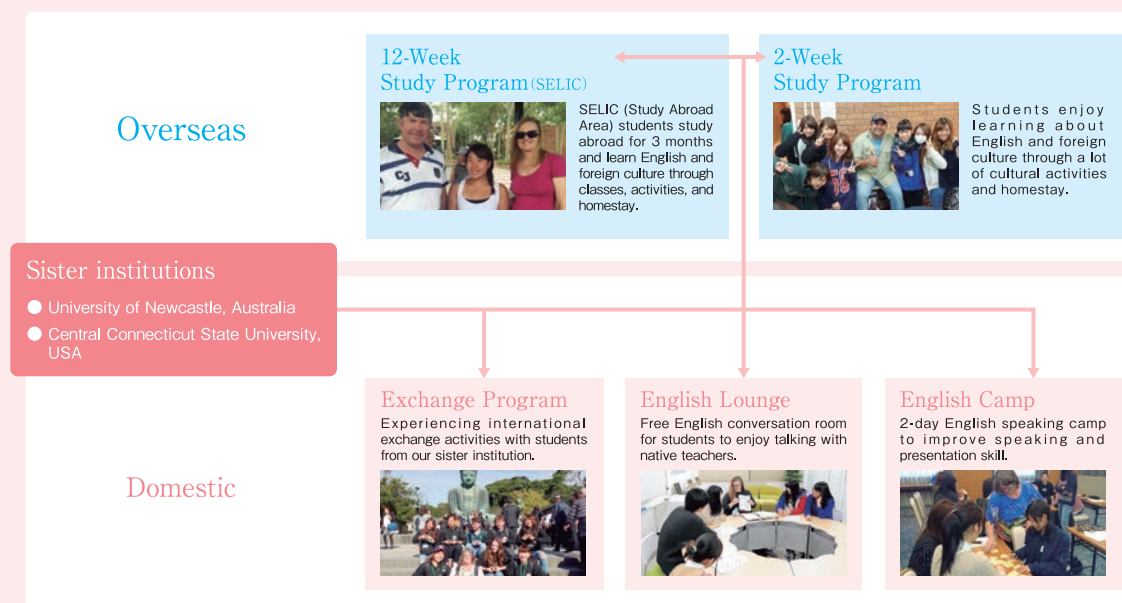 Overseas
12-Week
Study Program(SELIC)
SELIC (Study Abroad
Area) students study
abroad for 3 months
and learn English and
foreign culture through
classes, activities, and
homestay.
2-Week
Study Program
Students enjoy
learning about
English and foreign
culture through a lot
of cultural activities
and homestay.
Sister institutions
● University of Newcastle, Australia
● Central Connecticut State University,
USA
Domestic
Exchange Program
Experiencing international
exchange activities with students
from our sister institution.
English Lounge
Free English conversation room
for students to enjoy talking with
native teachers.
English Camp
2-day English speaking camp
to improve speaking and
presentation skill.